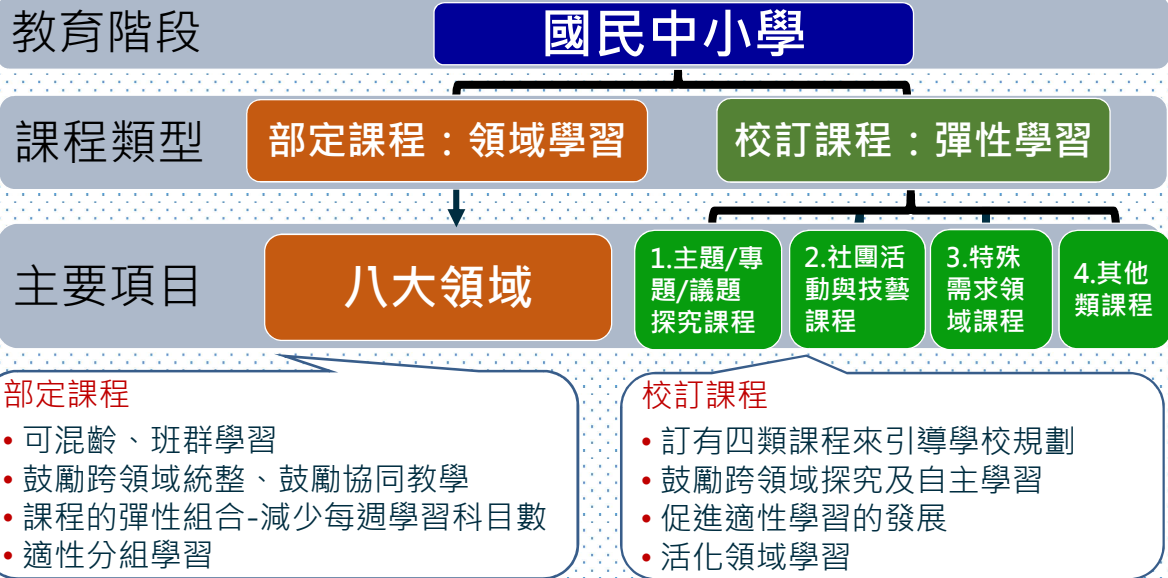 教育階段
國民中小學
課程類型
部定課程：領域學習
校訂課程：彈性學習
主要項目
八大領域
1.主題/專
題/議題
探究課程
2.社團活
動與技藝
課程
3.特殊
需求領
域課程
4.其他
類課程
部定課程
• 可混齡、班群學習
• 鼓勵跨領域統整、鼓勵協同教學
• 課程的彈性組合-減少每週學習科目數
• 適性分組學習
校訂課程
• 訂有四類課程來引導學校規劃
• 鼓勵跨領域探究及自主學習
• 促進適性學習的發展
• 活化領域學習